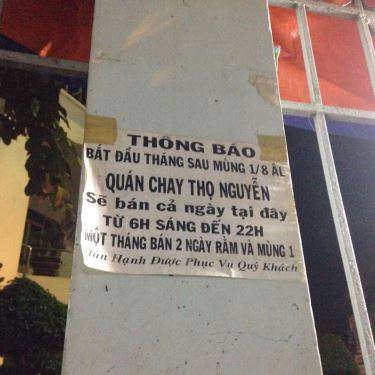 THÔNG BÁO
BẮT ĐẦU THÁNG SAU MÙNG 1/8 ÂL
QUÁN CHAY THỌ NGUYỄN
Sẽ bán cả ngày tại đây
TỪ 6H SÁNG ĐẾN 22H
MỘT THÁNG BÁN 2 NGÀY RẰM VÀ MÙNG 1
Hân Hạnh Được Phục Vụ Quý Khách